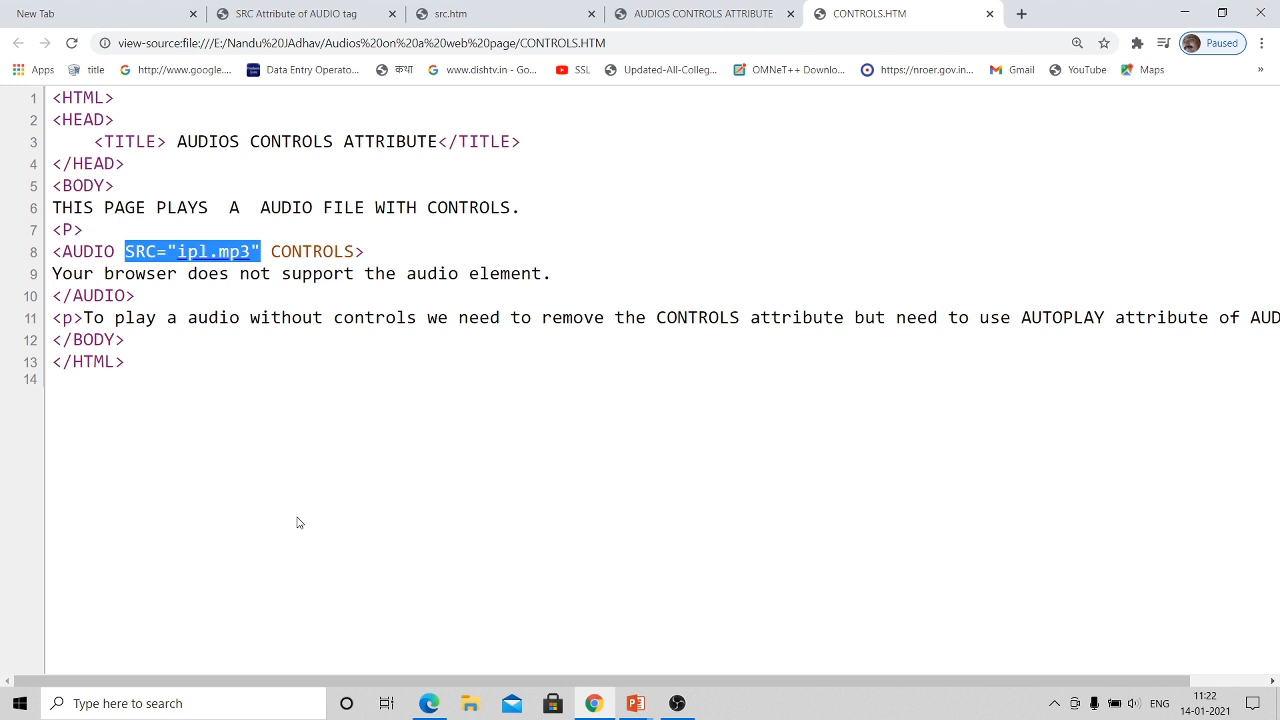 New Tab
SRC Attribute of AUDIO tag
src.htm
AUDIOS CONTROLS ATTRIBUTE
CONTROLS.HTM
view-source:file:///E:/Nandu%20JAdhav/Audios%20on%20a%20web%20page/CONTROLS.HTM
Paused
Apps
title
http://www.google....
Data Entry Operato...
कथा
www.dishtv.in - Go...
SSL
Updated-All-Colleg...
OMNeT++ Downlo...
https://nroer.gov.in...
Gmail
YouTube
Maps
»
1 <HTML>
2 <HEAD>
3 <TITLE> AUDIOS CONTROLS ATTRIBUTE</TITLE>
4 </HEAD>
5 <BODY>
6 THIS PAGE PLAYS  A  AUDIO FILE WITH CONTROLS.
7 <P>
8 <AUDIO SRC="ipl.mp3" CONTROLS>
9 Your browser does not support the audio element.
10 </AUDIO>
11 <p>To play a audio without controls we need to remove the CONTROLS attribute but need to use AUTOPLAY attribute of AUD
12 </BODY>
13 </HTML>
14
Type here to search
ENG
11:22
14-01-2021